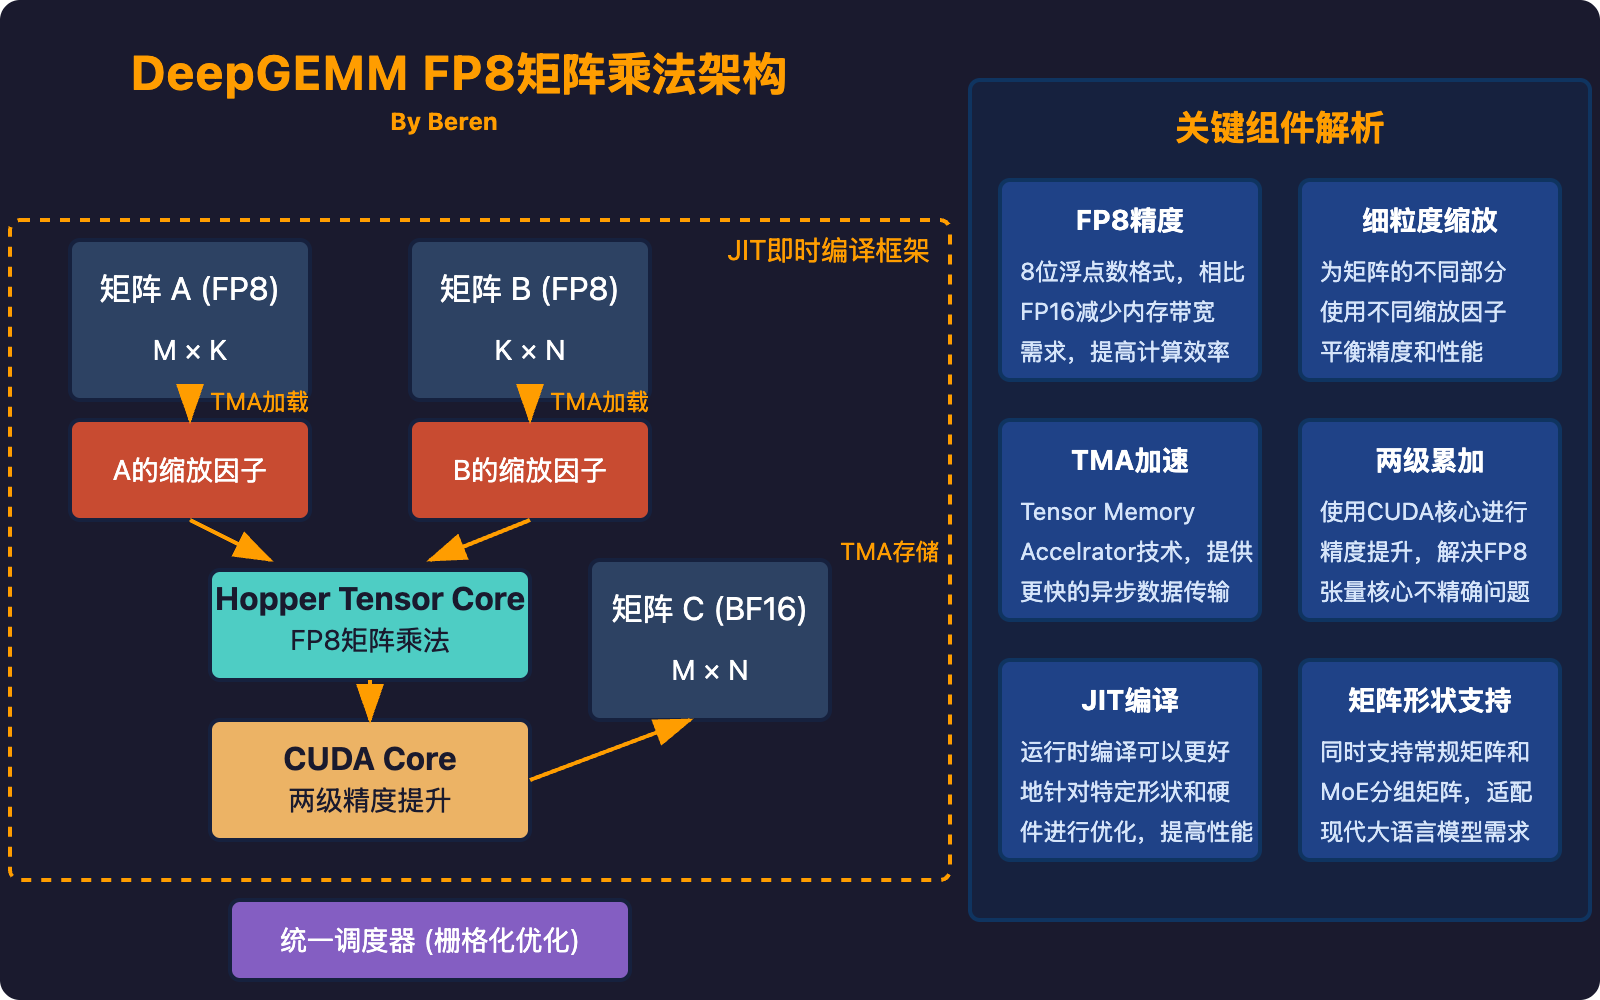 DeepGEMM FP8矩阵乘法架构
By Beren
JIT即时编译框架
矩阵 A (FP8)
M × K
矩阵 B (FP8)
K × N
TMA加载
TMA加载
A的缩放因子
B的缩放因子
TMA存储
Hopper Tensor Core
FP8矩阵乘法
矩阵 C (BF16)
M × N
CUDA Core
两级精度提升
统一调度器 (栅格化优化)
关键组件解析
FP8精度
8位浮点数格式，相比
FP16减少内存带宽
需求，提高计算效率
细粒度缩放
为矩阵的不同部分
使用不同缩放因子
平衡精度和性能
TMA加速
Tensor Memory
Accelrator技术，提供
更快的异步数据传输
两级累加
使用CUDA核心进行
精度提升，解决FP8
张量核心不精确问题
JIT编译
运行时编译可以更好
地针对特定形状和硬
件进行优化，提高性能
矩阵形状支持
同时支持常规矩阵和
MoE分组矩阵，适配
现代大语言模型需求